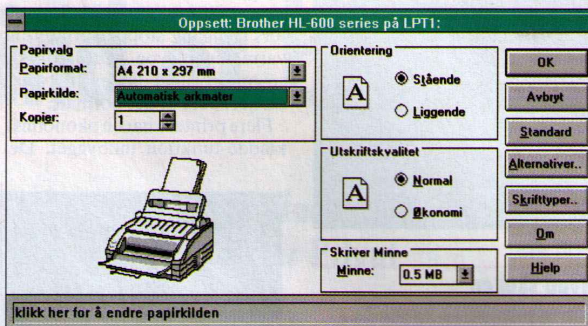 Oppsett: Brother HL-600 series på LPT1:
Papirvalg
Papirformat: A4 210 x 297 mm
Papirkilde: Automatisk arkmater
Kopier: 1
Orientering
A
Stående
Liggende
Utskriftskvalitet
A
Normal
Økonomi
Skriver Minne
Minne: 0.5 MB
OK
Avbryt
Standard
Alternativer..
Skrifttyper..
Om
Hjelp
klikk her for å endre papirkilden